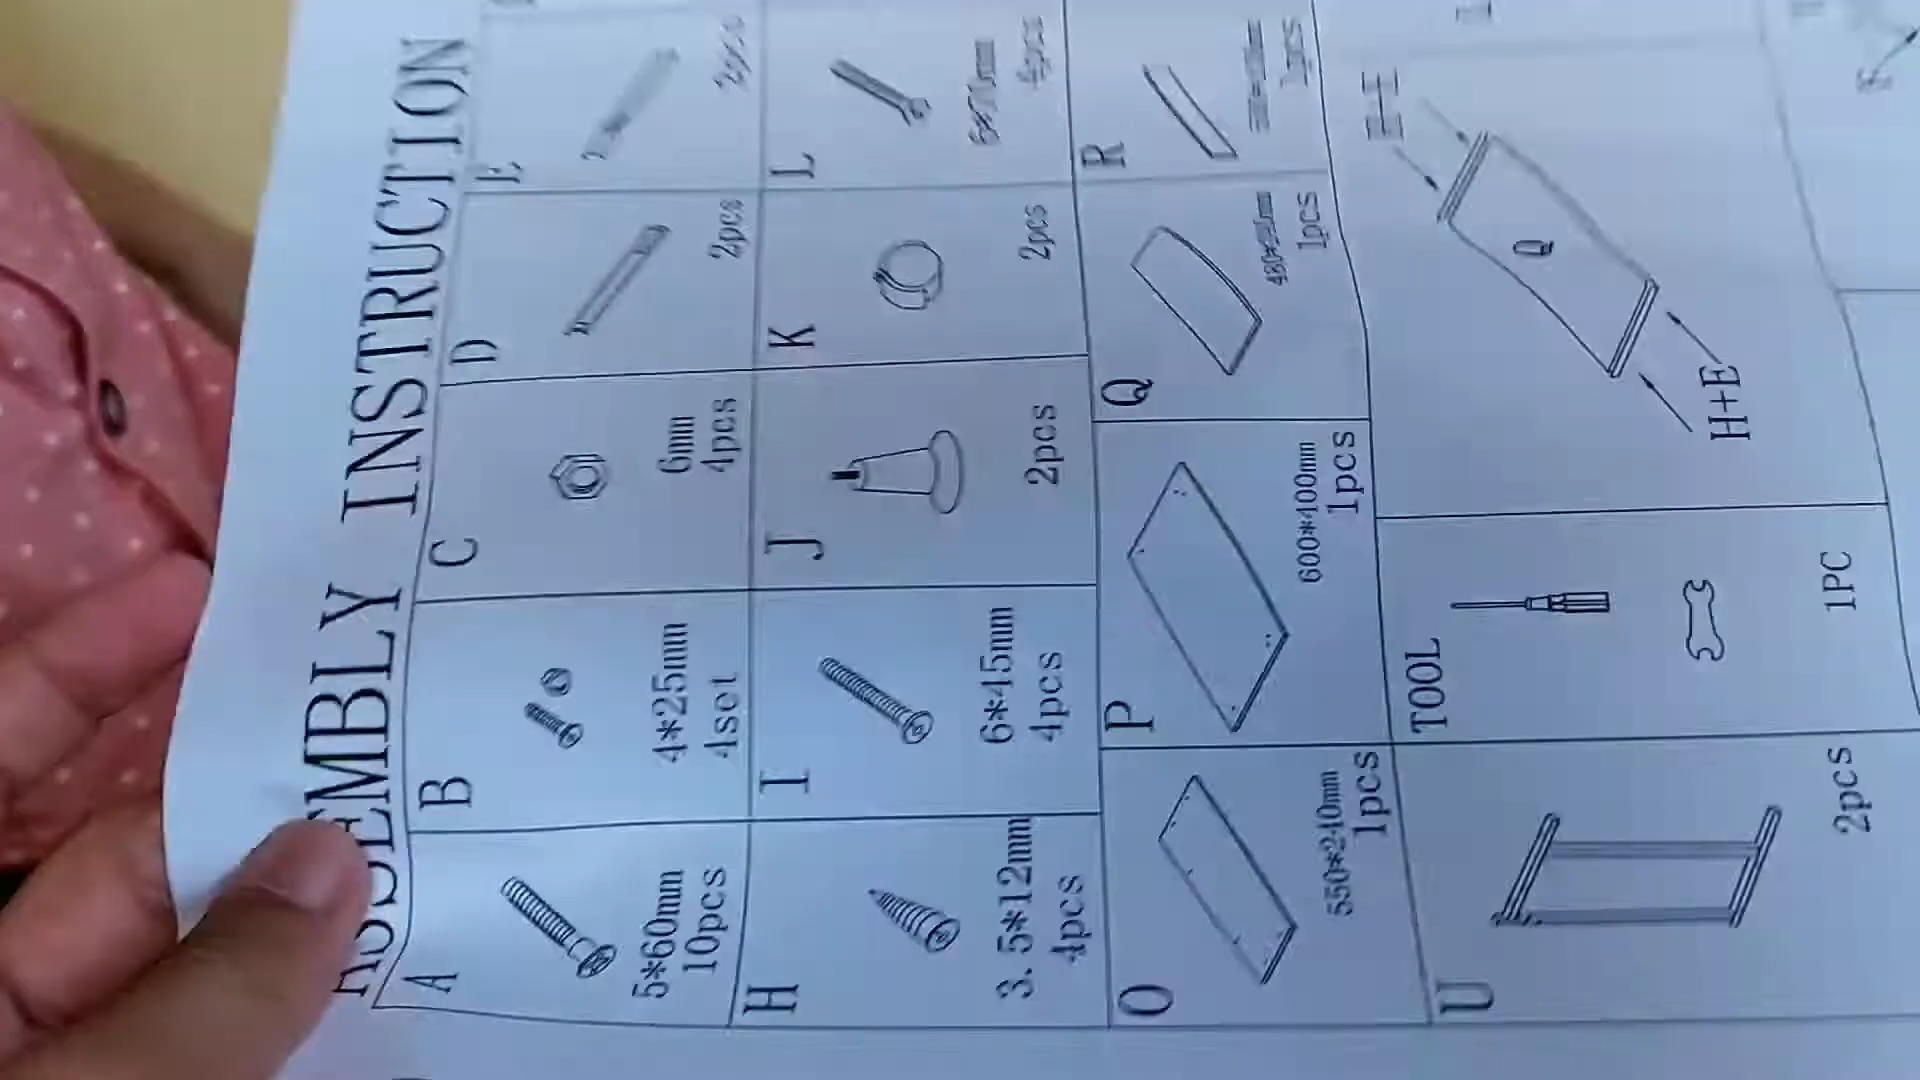 ASSEMBLY INSTRUCTION
A
5*60mm
10pcs
B
4*25mm
4set
C
6mm
4pcs
D
2pcs
E
H
3.5*12mm
4pcs
I
6*45mm
4pcs
J
2pcs
K
2pcs
L
O
550*240mm
1pcs
P
600*400mm
1pcs
Q
1pcs
R
1pcs
U
2pcs
TOOL
1PC
Q
H+E